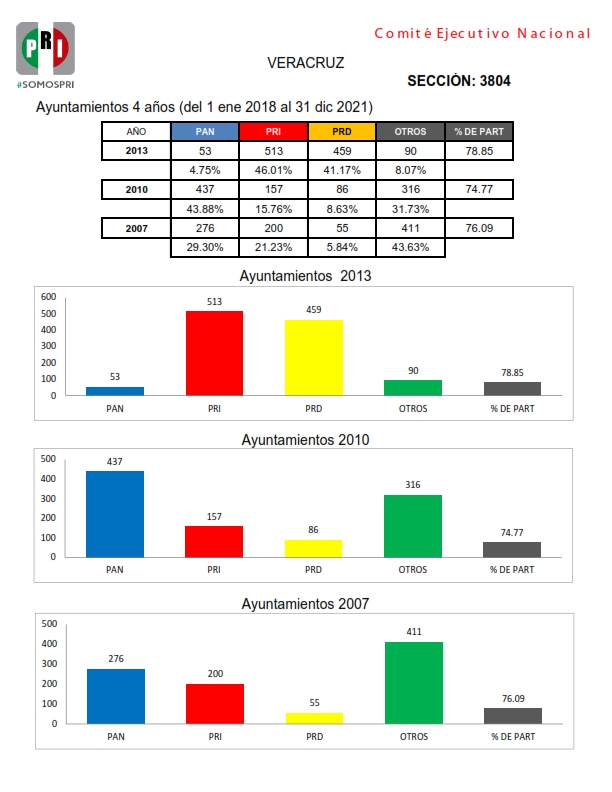 Comité Ejecutivo Nacional
PRI
#SOMOSPRI
VERACRUZ
SECCIÓN: 3804
Ayuntamientos 4 años (del 1 ene 2018 al 31 dic 2021)
AÑO PAN PRI PRD OTROS % DE PART
2013 53 513 459 90 78.85
4.75% 46.01% 41.17% 8.07%
2010 437 157 86 316 74.77
43.88% 15.76% 8.63% 31.73%
2007 276 200 55 411 76.09
29.30% 21.23% 5.84% 43.63%
Ayuntamientos 2013
600
500
400
300
200
100
0
53 513 459 90 78.85
PAN PRI PRD OTROS % DE PART
Ayuntamientos 2010
500
400
300
200
100
0
437 157 86 316 74.77
PAN PRI PRD OTROS % DE PART
Ayuntamientos 2007
500
400
300
200
100
0
276 200 55 411 76.09
PAN PRI PRD OTROS % DE PART